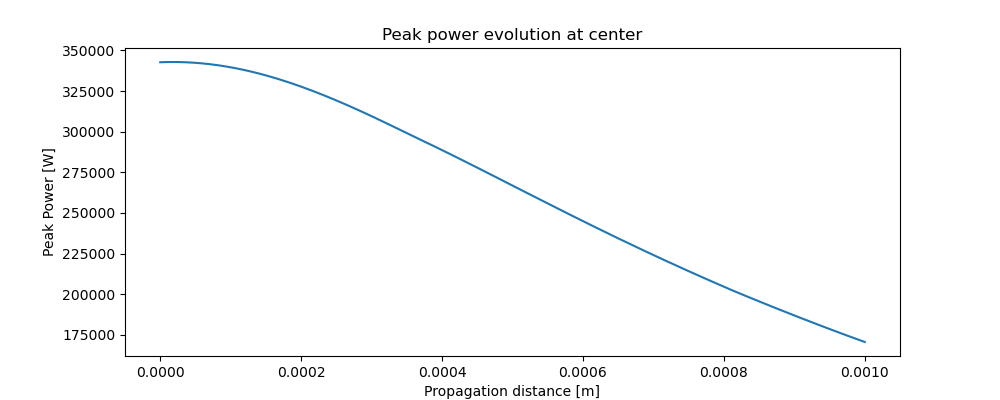 Peak power evolution at center
Peak Power [W]
350000
325000
300000
275000
250000
225000
200000
175000
0.0000 0.0002 0.0004 0.0006 0.0008 0.0010
Propagation distance [m]